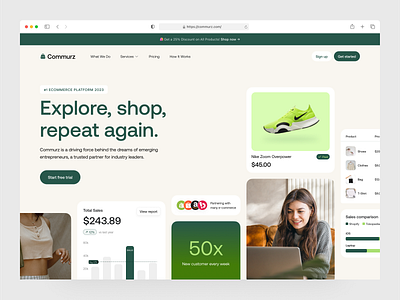 https://commurz.com/
Get a 25% Discount on All Products! Shop now →
Commurz
What We Do
Services
Pricing
How It Works
Sign up
Get started
#1 ECOMMERCE PLATFORM 2023
Explore, shop,
repeat again.
Commurz is a driving force behind the dreams of emerging
entrepreneurs, a trusted partner for industry leaders.
Start free trial
Nike Zoom Overpower
$45.00
Product
Shoes
Clothes
Bag
T-Shirt
Total Sales
View report
$243.89
Partnering with
many e-commerce
50x
New customer every week
Sales comparison
Shopify
iOS